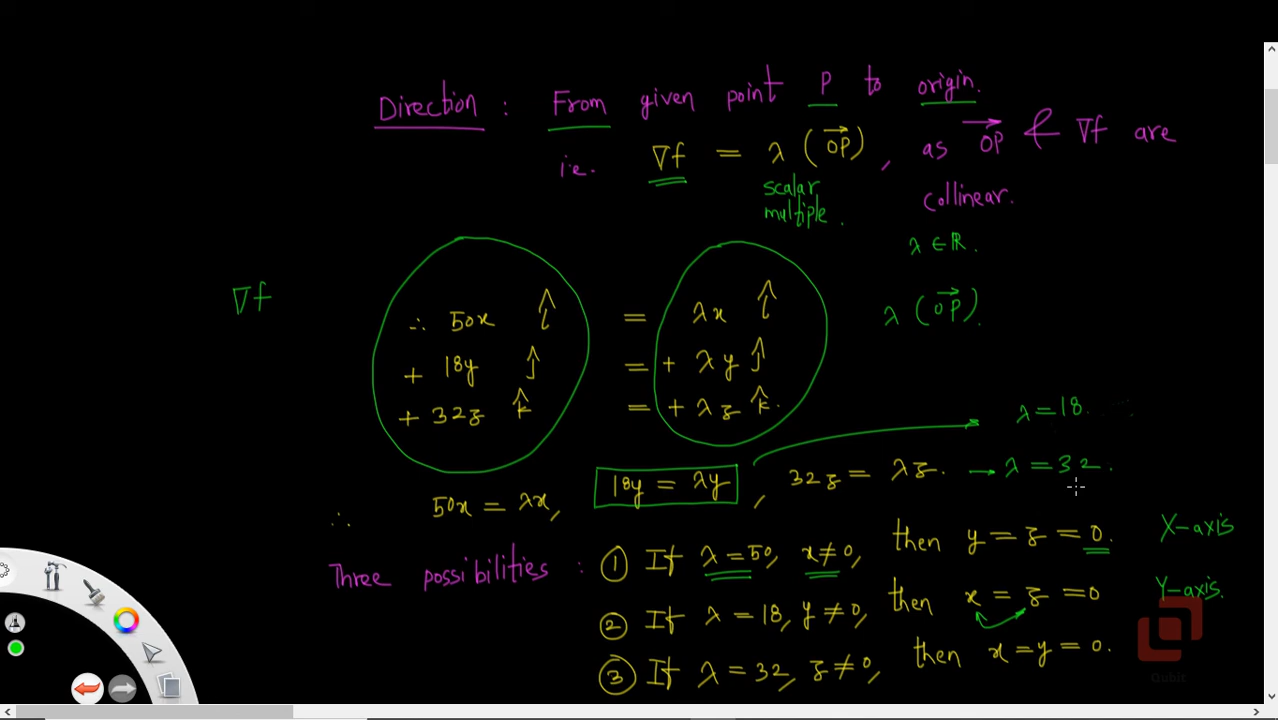 Direction : From given point P to origin.
i.e. ∇f = λ (OP⃗), as OP⃗ & ∇f are
scalar multiple.
collinear.
λ ∈ ℝ.
∇f
∴ 50x î = λx î
λ (OP⃗).
+ 18y ĵ = + λy ĵ
+ 32z k̂ = + λz k̂.
λ = 18.
∴ 50x = λx, 18y = λy, 32z = λz. → λ = 32.
Three possibilities : ① If λ = 50, x ≠ 0, then y = z = 0. X-axis
② If λ = 18, y ≠ 0, then x = z = 0 Y-axis.
③ If λ = 32, z ≠ 0, then x = y = 0.
Qubit